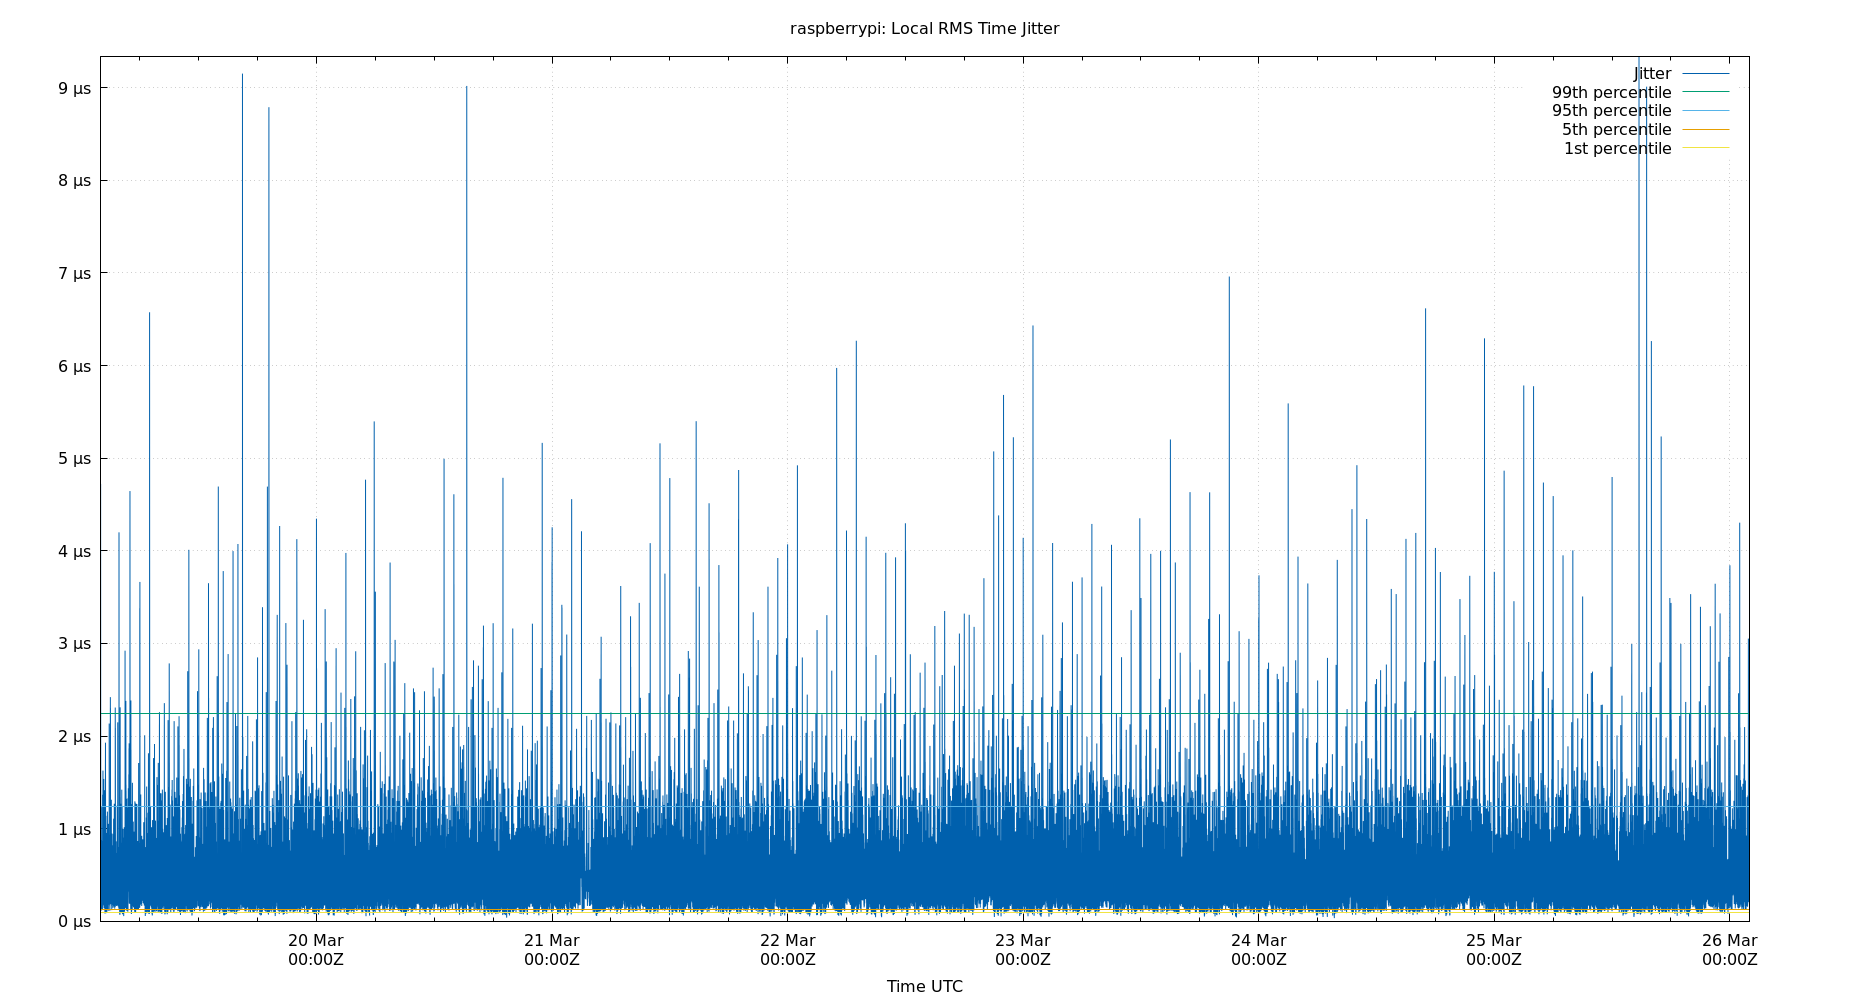 raspberrypi: Local RMS Time Jitter
Jitter
99th percentile
95th percentile
5th percentile
1st percentile
9 µs
8 µs
7 µs
6 µs
5 µs
4 µs
3 µs
2 µs
1 µs
0 µs
20 Mar 21 Mar 22 Mar 23 Mar 24 Mar 25 Mar 26 Mar
00:00Z 00:00Z 00:00Z 00:00Z 00:00Z 00:00Z 00:00Z
Time UTC